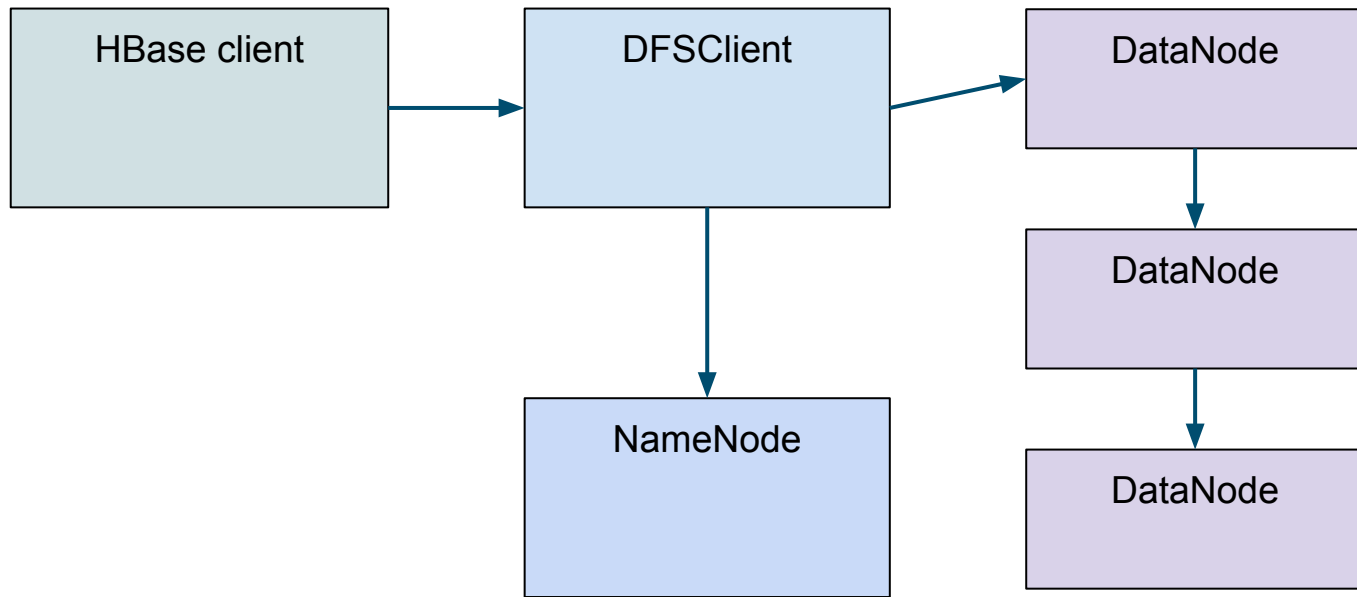 HBase client
DFSClient
DataNode
DataNode
NameNode
DataNode